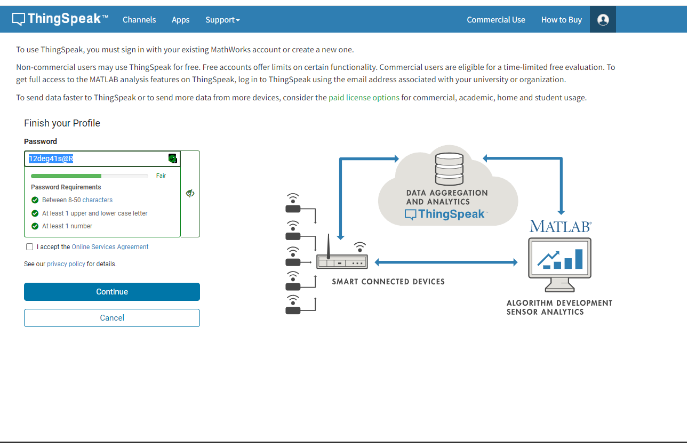 ThingSpeak™
Channels Apps Support
Commercial Use How to Buy
To use ThingSpeak, you must sign in with your existing MathWorks account or create a new one.
Non-commercial users may use ThingSpeak for free. Free accounts offer limits on certain functionality. Commercial users are eligible for a time-limited free evaluation. To
get full access to the MATLAB analysis features on ThingSpeak, log in to ThingSpeak using the email address associated with your university or organization.
To send data faster to ThingSpeak or to send more data from more devices, consider the paid license options for commercial, academic, home and student usage.
Finish your Profile
Password
12deg41s@R
Fair
Password Requirements
Between 8-50 characters
At least 1 upper and lower case letter
At least 1 number
I accept the Online Services Agreement
See our privacy policy for details
Continue
Cancel
DATA AGGREGATION
AND ANALYTICS
ThingSpeak
SMART CONNECTED DEVICES
MATLAB®
ALGORITHM DEVELOPMENT
SENSOR ANALYTICS